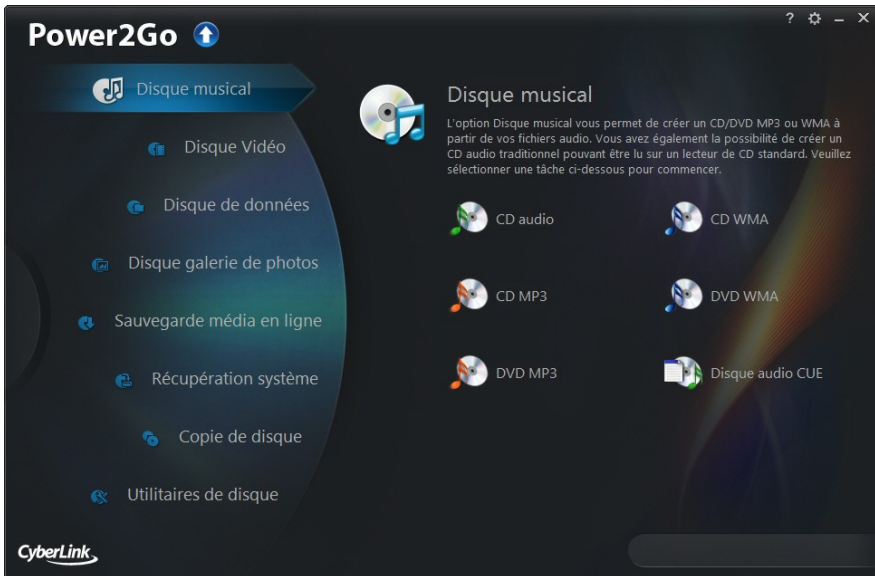 Power2Go
?
Disque musical
Disque Vidéo
Disque de données
Disque galerie de photos
Sauvegarde média en ligne
Récupération système
Copie de disque
Utilitaires de disque
CyberLink
Disque musical
L'option Disque musical vous permet de créer un CD/DVD MP3 ou WMA à
partir de vos fichiers audio. Vous avez également la possibilité de créer un
CD audio traditionnel pouvant être lu sur un lecteur de CD standard. Veuillez
sélectionner une tâche ci-dessous pour commencer.
CD audio
CD WMA
CD MP3
DVD WMA
DVD MP3
Disque audio CUE